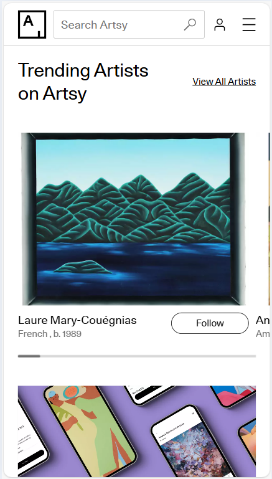 A
Search Artsy
Trending Artists
on Artsy
View All Artists
Laure Mary-Couégnias
French , b. 1989
Follow
An
Am